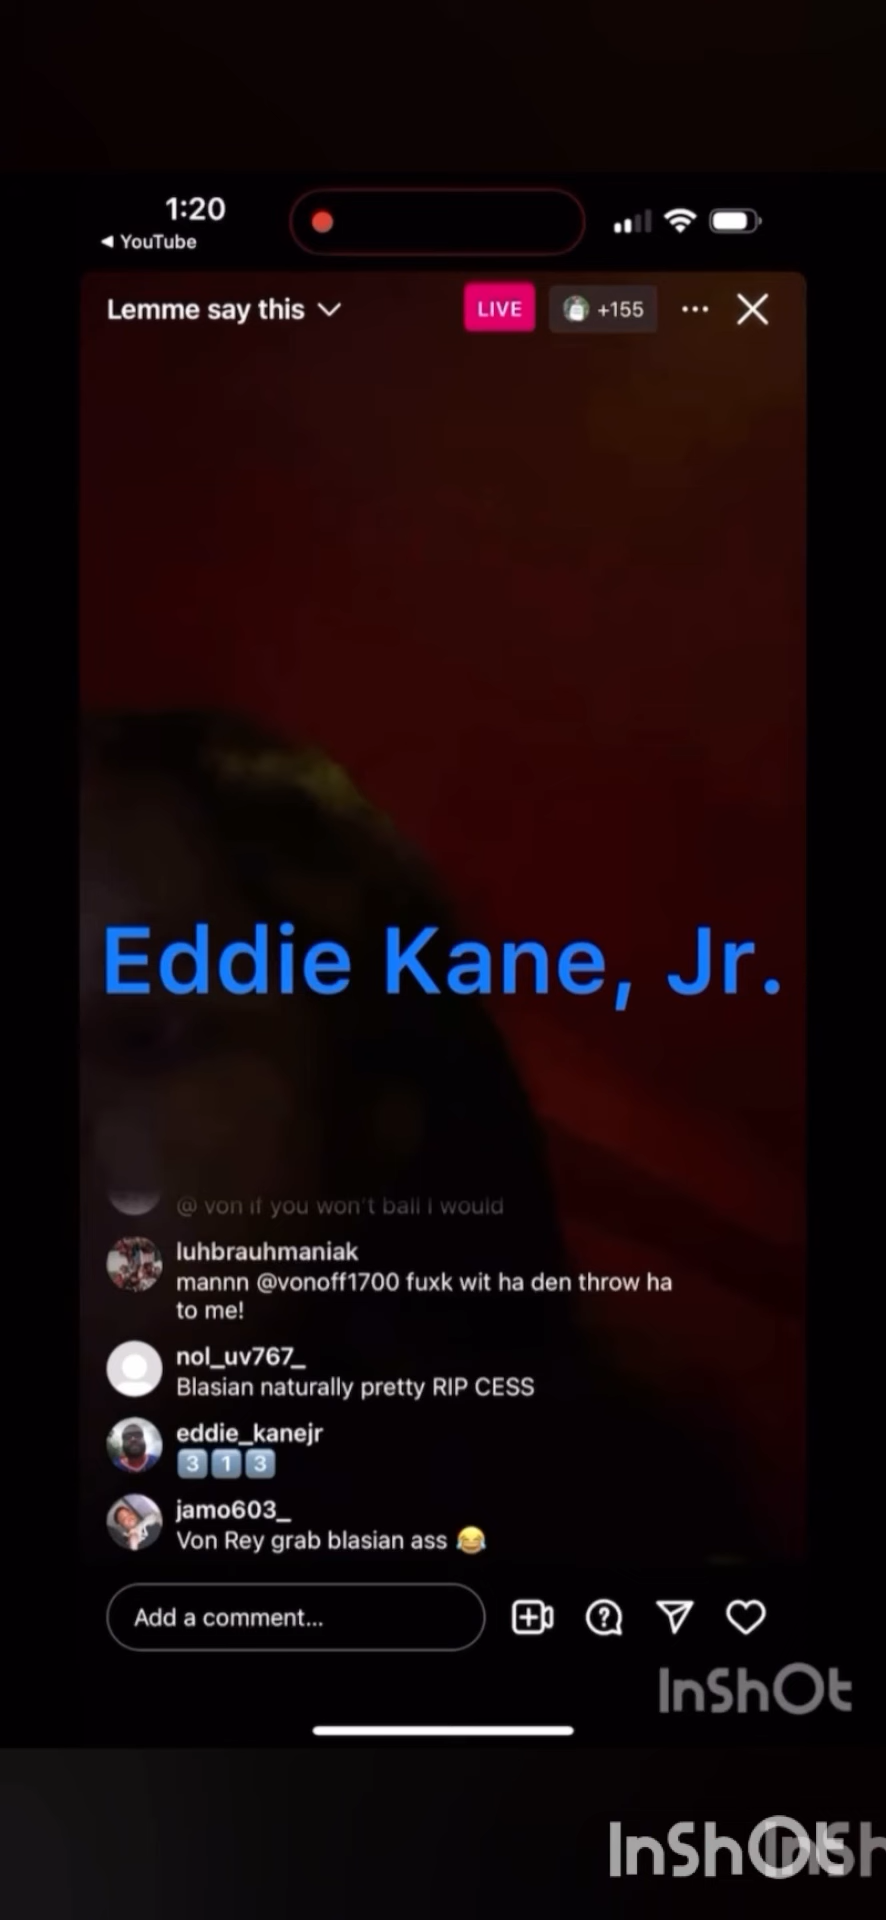 1:20
◀ YouTube
Lemme say this
LIVE
+155
Eddie Kane, Jr.
@ von if you won't ball I would
luhbrauhmaniak
mannn @vonoff1700 fuxk wit ha den throw ha
to me!
nol_uv767_
Blasian naturally pretty RIP CESS
eddie_kanejr
3️⃣1️⃣3️⃣
jamo603_
Von Rey grab blasian ass 😂
Add a comment...
InShOt
InShOt